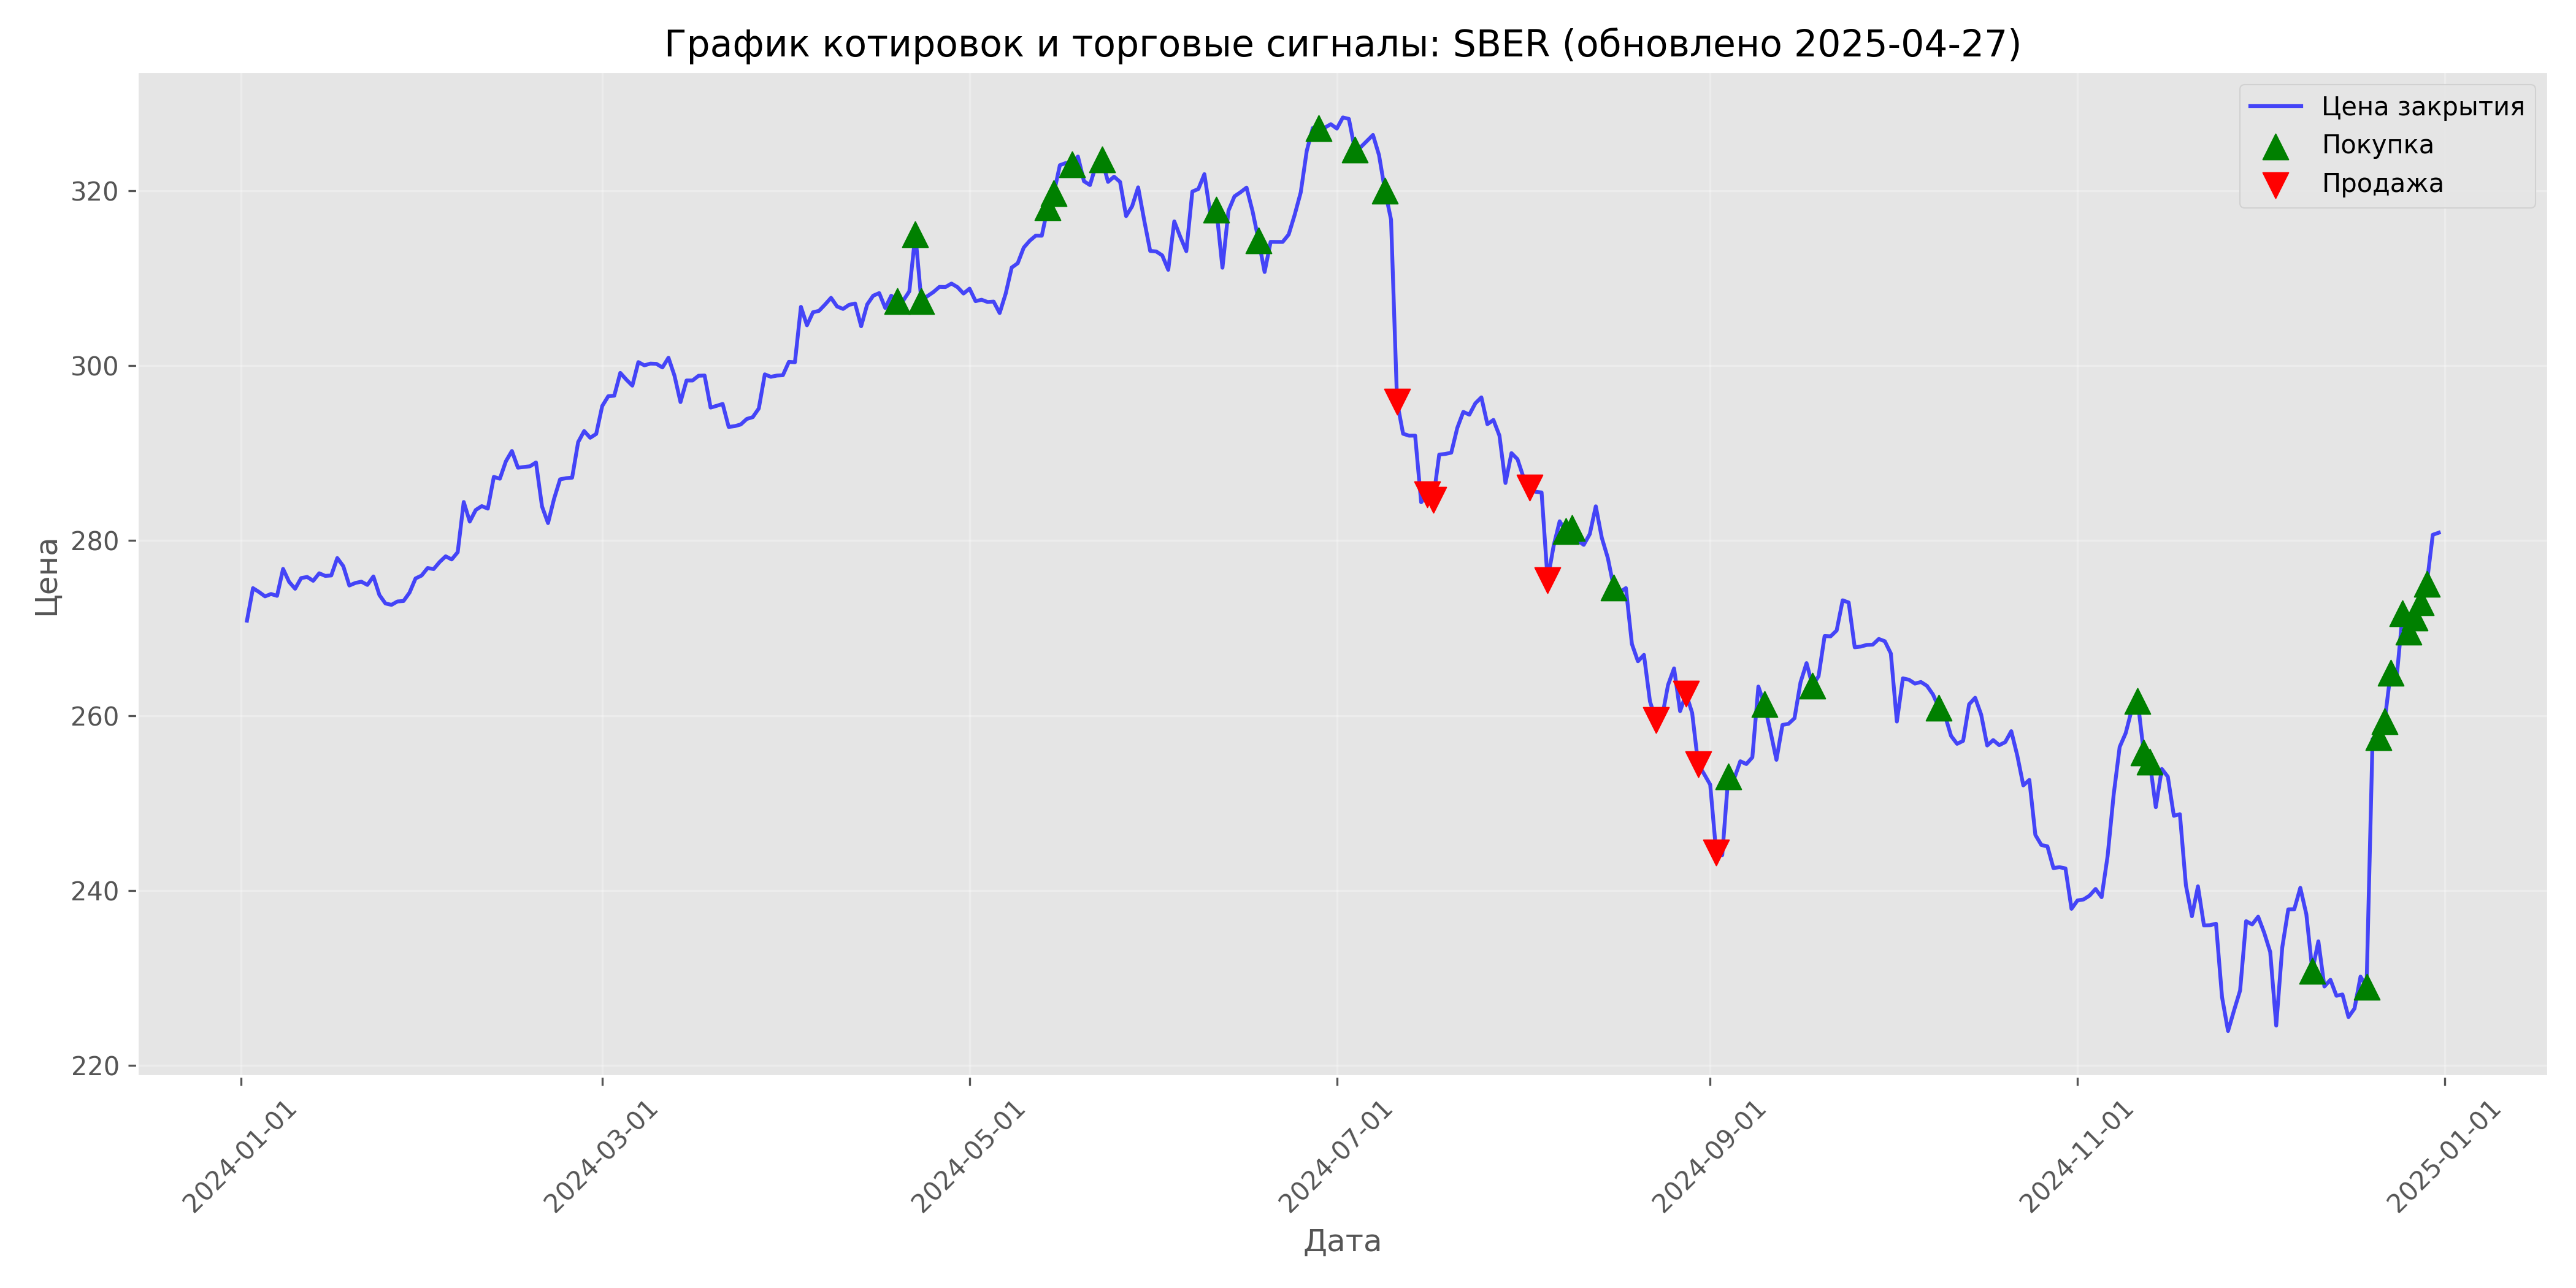 График котировок и торговые сигналы: SBER (обновлено 2025-04-27)
Цена закрытия
Покупка
Продажа
Цена
320
300
280
260
240
220
2024-01-01
2024-03-01
2024-05-01
2024-07-01
2024-09-01
2024-11-01
2025-01-01
Дата